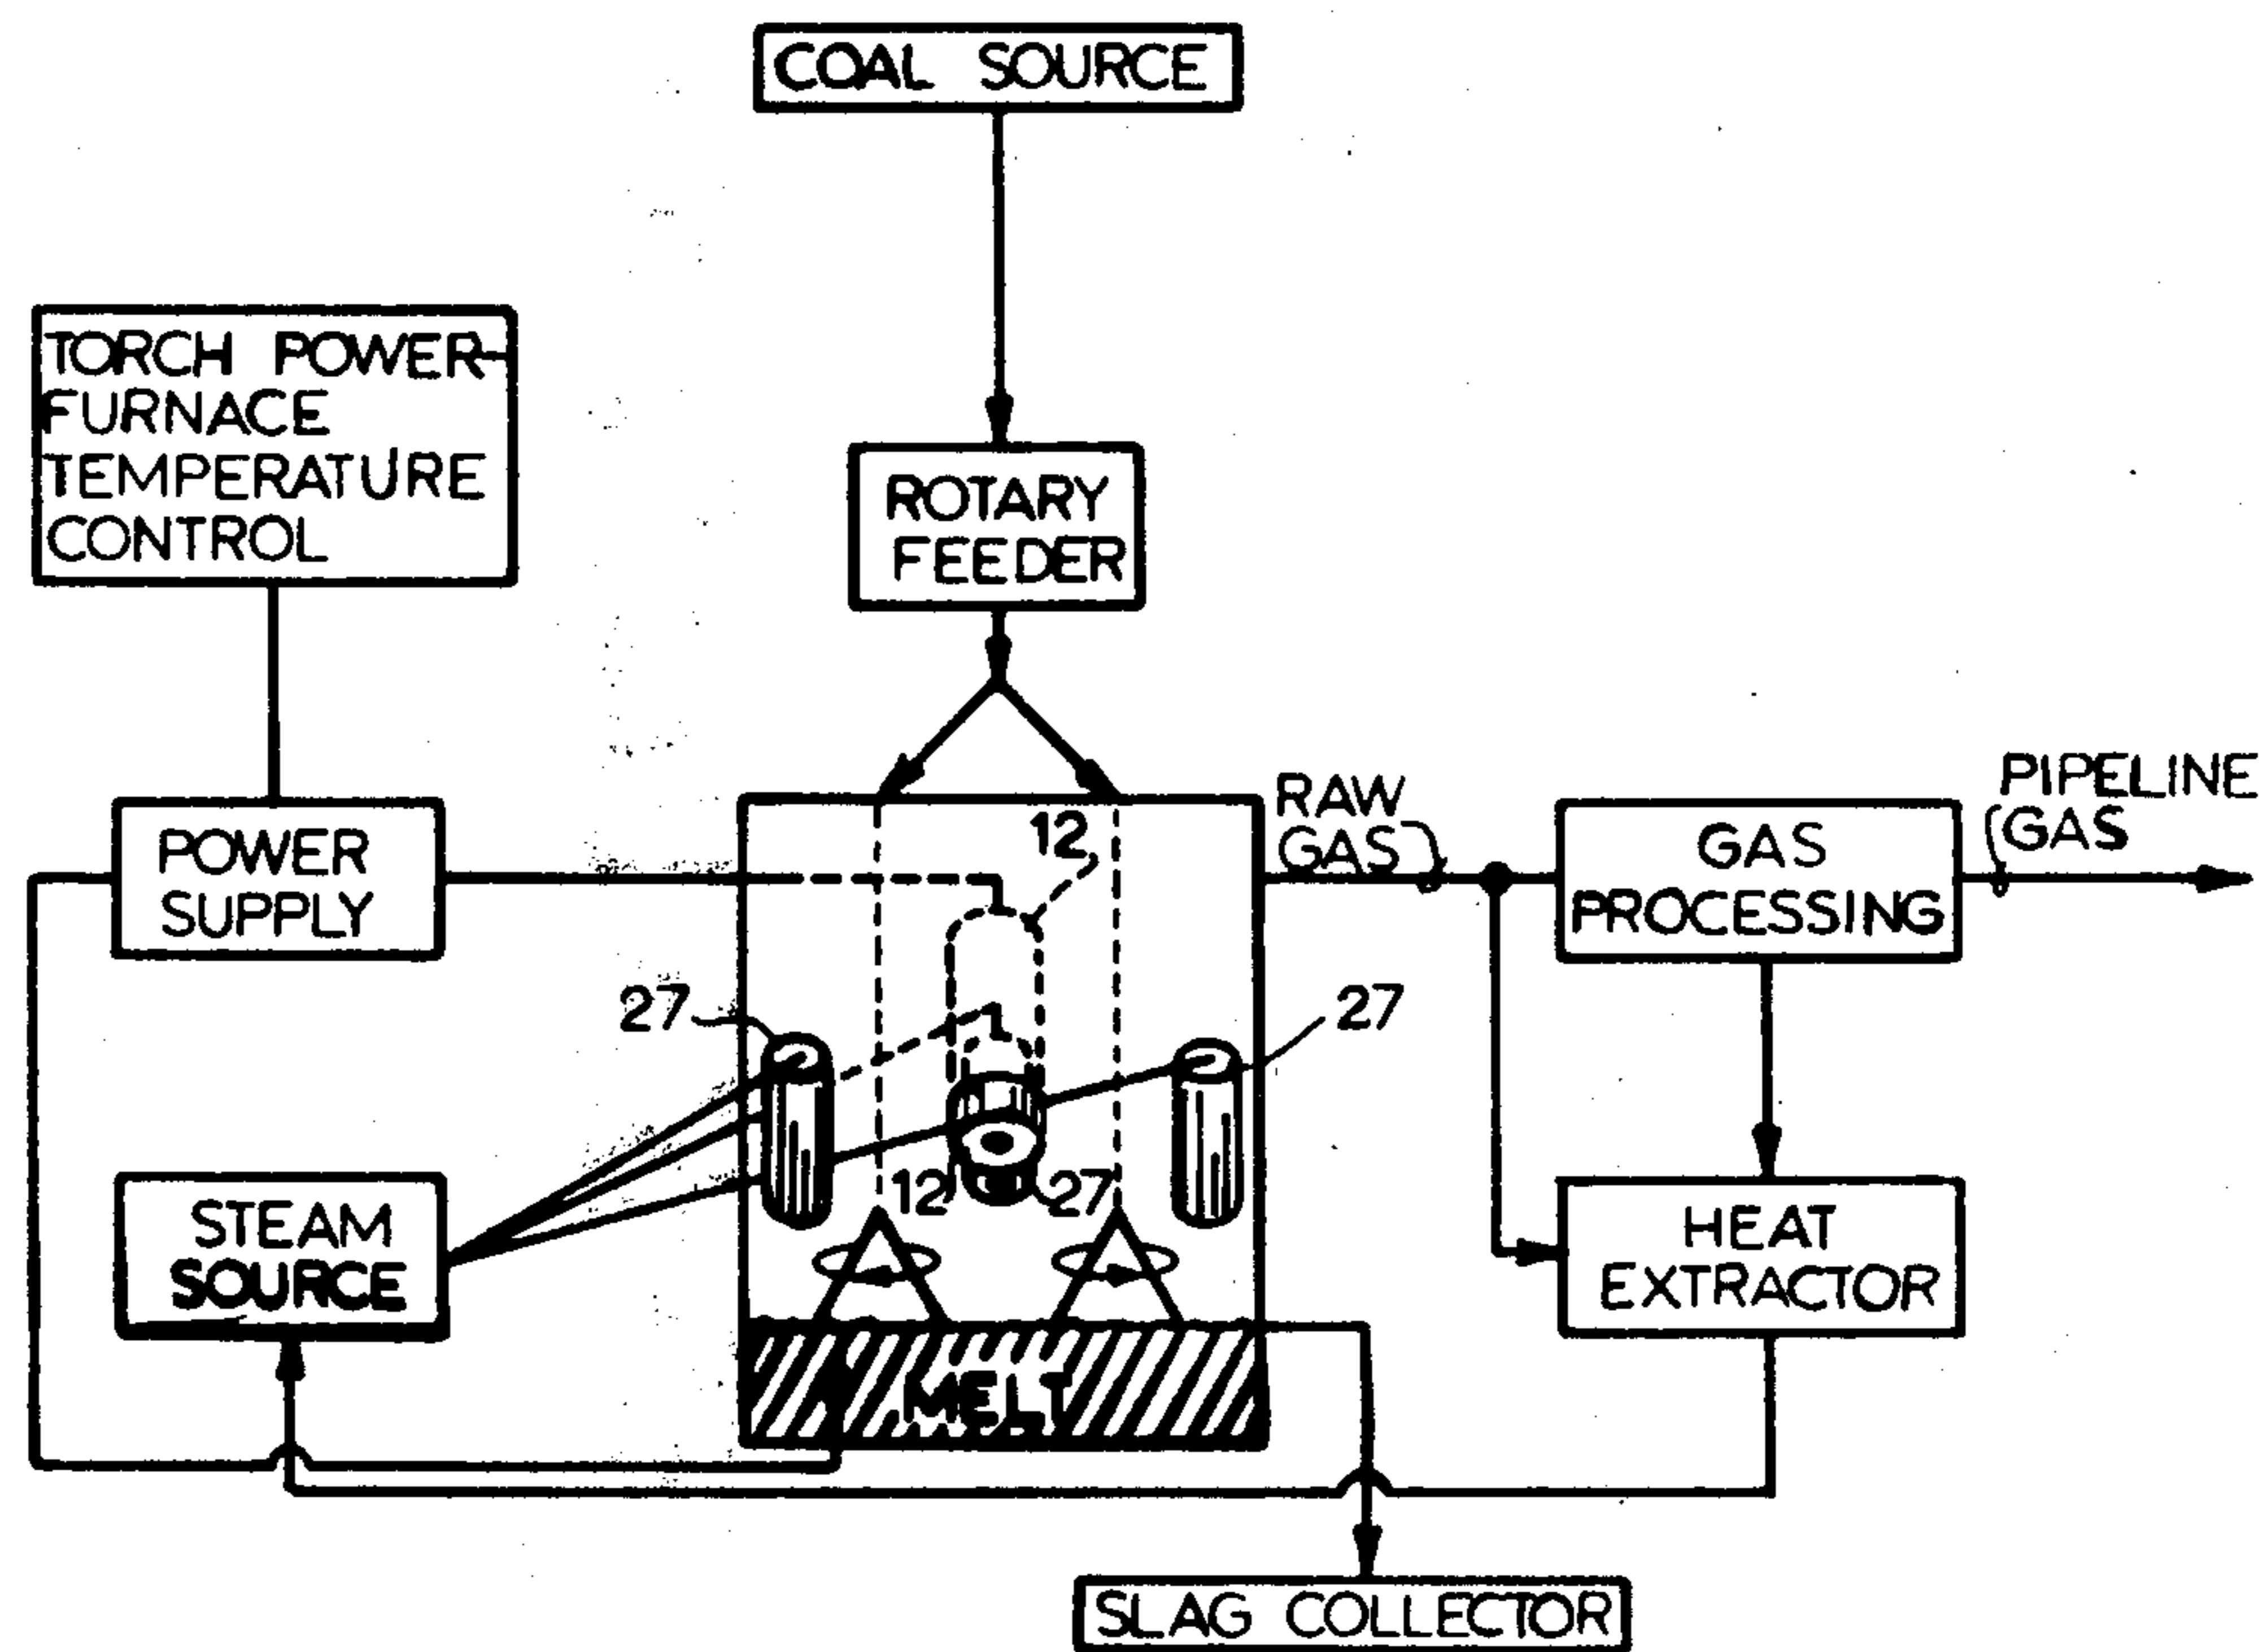 COAL SOURCE
TORCH POWER-
FURNACE
TEMPERATURE
CONTROL
ROTARY
FEEDER
POWER
SUPPLY
RAW
GAS
12
GAS
PROCESSING
PIPELINE
GAS
27
27
12
27
STEAM
SOURCE
HEAT
EXTRACTOR
MELT
SLAG COLLECTOR